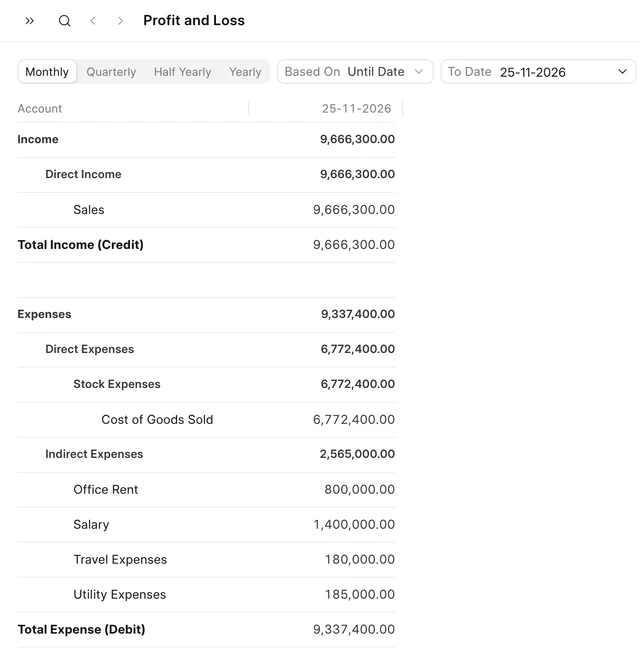 Profit and Loss
Monthly Quarterly Half Yearly Yearly Based On Until Date To Date 25-11-2026
Account 25-11-2026
Income 9,666,300.00
Direct Income 9,666,300.00
Sales 9,666,300.00
Total Income (Credit) 9,666,300.00
Expenses 9,337,400.00
Direct Expenses 6,772,400.00
Stock Expenses 6,772,400.00
Cost of Goods Sold 6,772,400.00
Indirect Expenses 2,565,000.00
Office Rent 800,000.00
Salary 1,400,000.00
Travel Expenses 180,000.00
Utility Expenses 185,000.00
Total Expense (Debit) 9,337,400.00